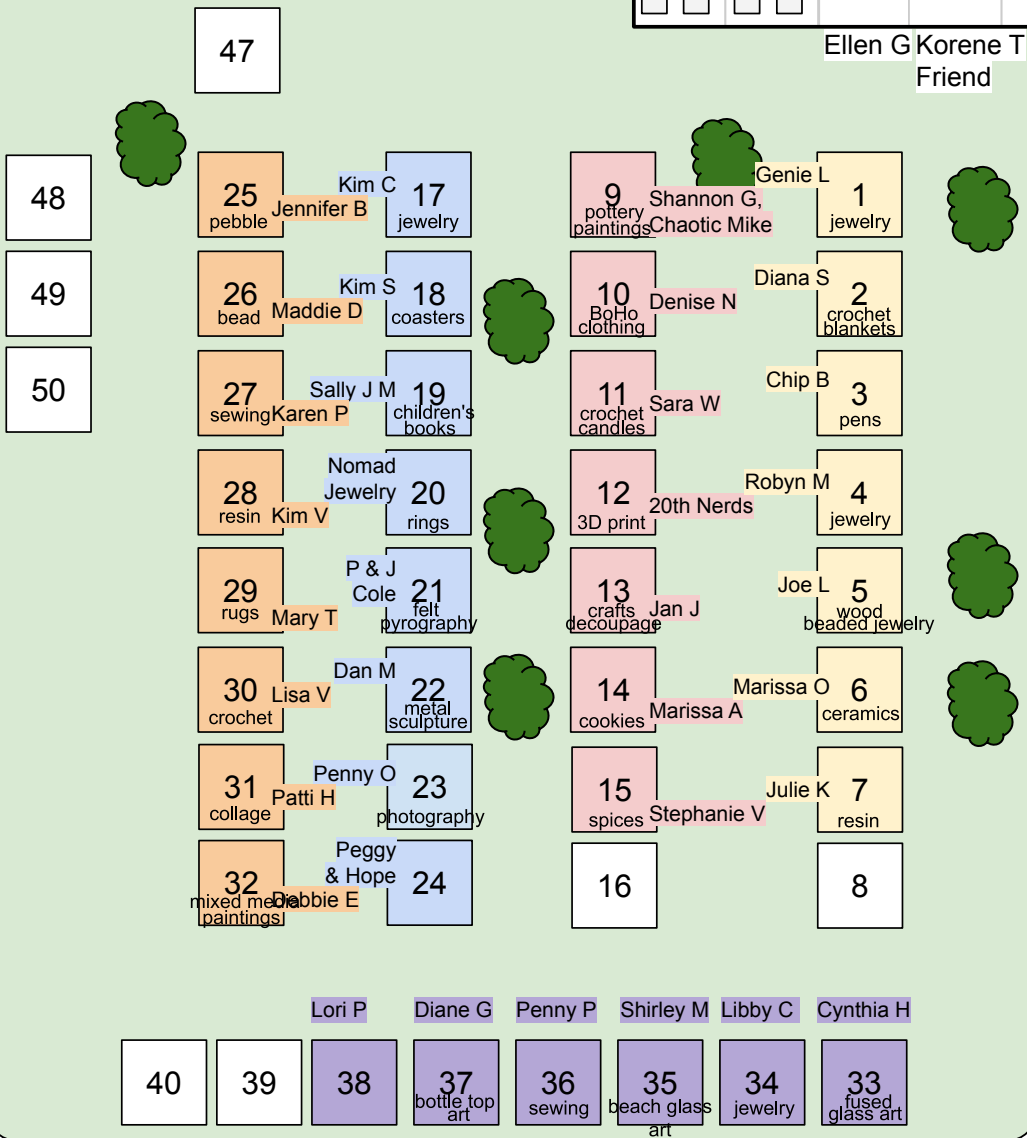 Ellen G
Korene T
Friend
47
48
49
50
25
pebble
Jennifer B
Kim C
17
jewelry
9
pottery
paintings
Shannon G,
Chaotic Mike
Genie L
1
jewelry
26
bead
Maddie D
Kim S
18
coasters
10
BoHo
clothing
Denise N
Diana S
2
crochet
blankets
27
sewing
Karen P
Sally J M
19
children's
books
11
crochet
candles
Sara W
Chip B
3
pens
28
resin
Kim V
Nomad
Jewelry
20
rings
12
3D print
20th Nerds
Robyn M
4
jewelry
29
rugs
Mary T
P & J
Cole
21
felt
pyrography
13
crafts
decoupage
Jan J
Joe L
5
wood
beaded jewelry
30
crochet
Lisa V
Dan M
22
metal
sculpture
14
cookies
Marissa A
Marissa O
6
ceramics
31
collage
Patti H
Penny O
23
photography
15
spices
Stephanie V
Julie K
7
resin
32
mixed media
paintings
Debbie E
Peggy
& Hope
24
16
8
Lori P
Diane G
Penny P
Shirley M
Libby C
Cynthia H
40
39
38
37
bottle top
art
36
sewing
35
beach glass
art
34
jewelry
33
fused
glass art